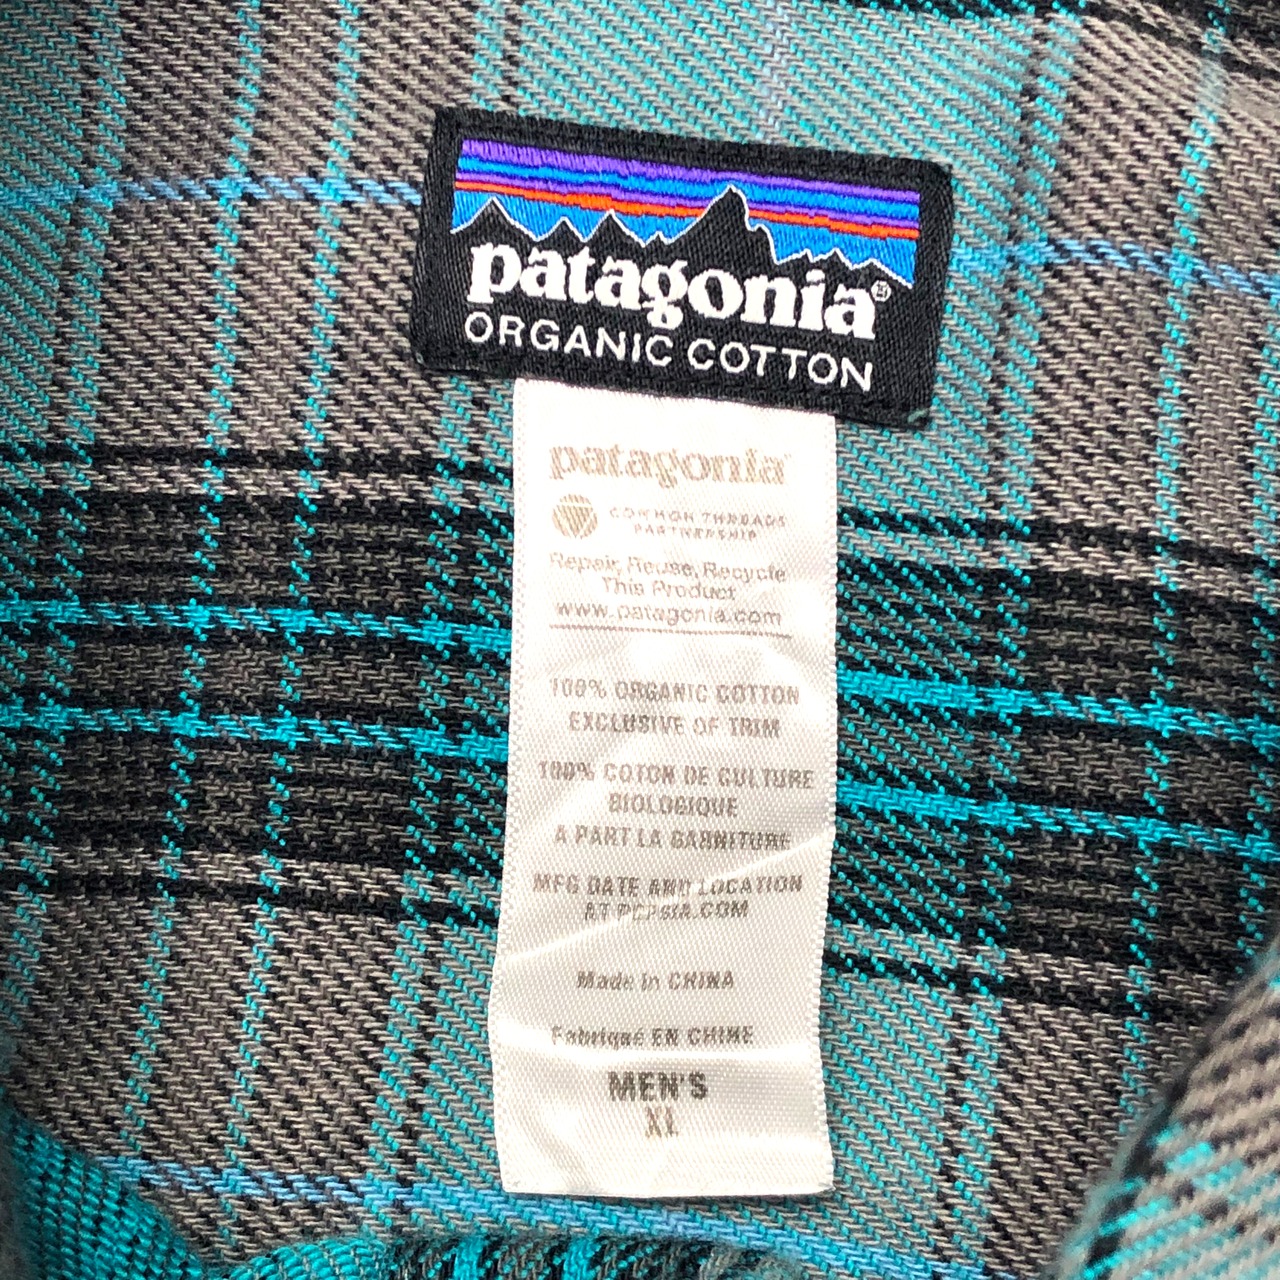 patagonia®
ORGANIC COTTON
patagonia
COMMON THREADS
PARTNERSHIP
Repair, Reuse, Recycle
This Product
www.patagonia.com
100% ORGANIC COTTON
EXCLUSIVE OF TRIM
100% COTON DE CULTURE
BIOLOGIQUE
A PART LA GARNITURE
MFG DATE AND LOCATION
AT PCPSIA.COM
Made in CHINA
Fabriqué EN CHINE
MEN'S
XL